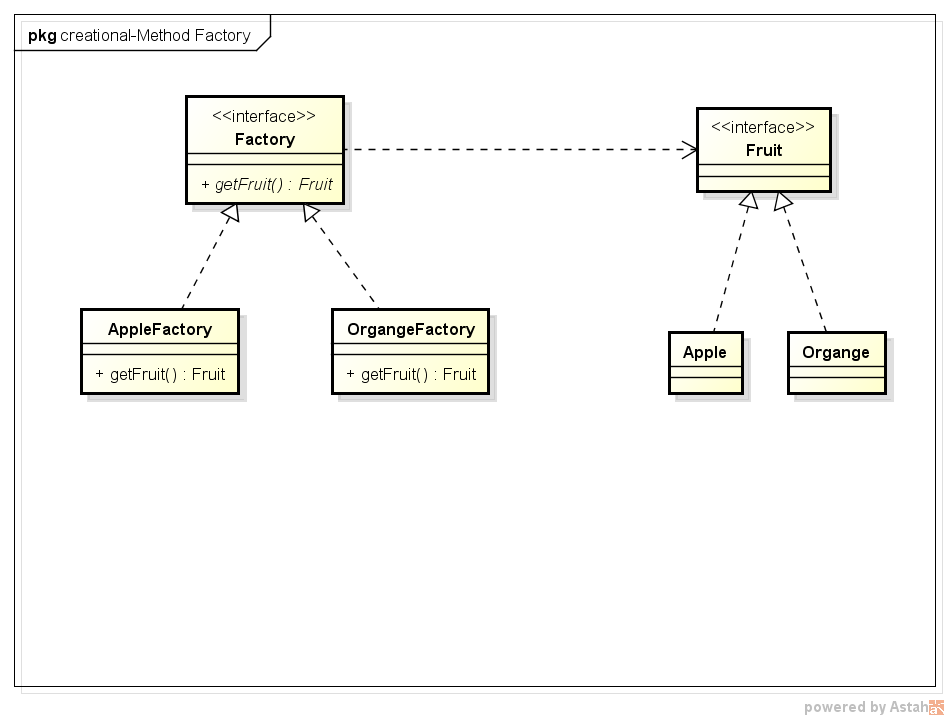 pkg creational-Method Factory
<<interface>>
Factory
+ getFruit() : Fruit
<<interface>>
Fruit
AppleFactory
+ getFruit() : Fruit
OrgangeFactory
+ getFruit() : Fruit
Apple
Organge
powered by Astah